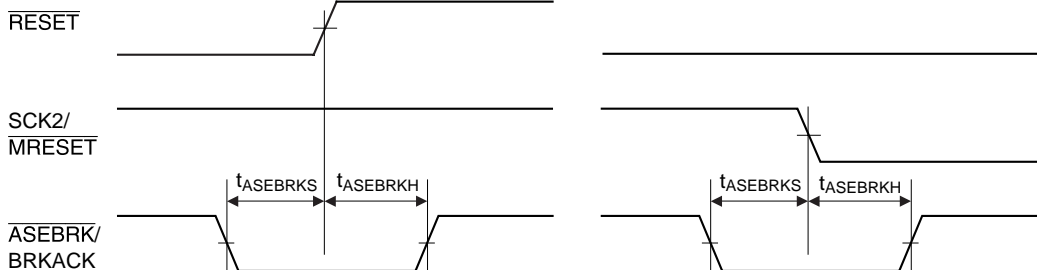 RESET
SCK2/
MRESET
tASEBRKS tASEBRKH tASEBRKS tASEBRKH
ASEBRK/
BRKACK